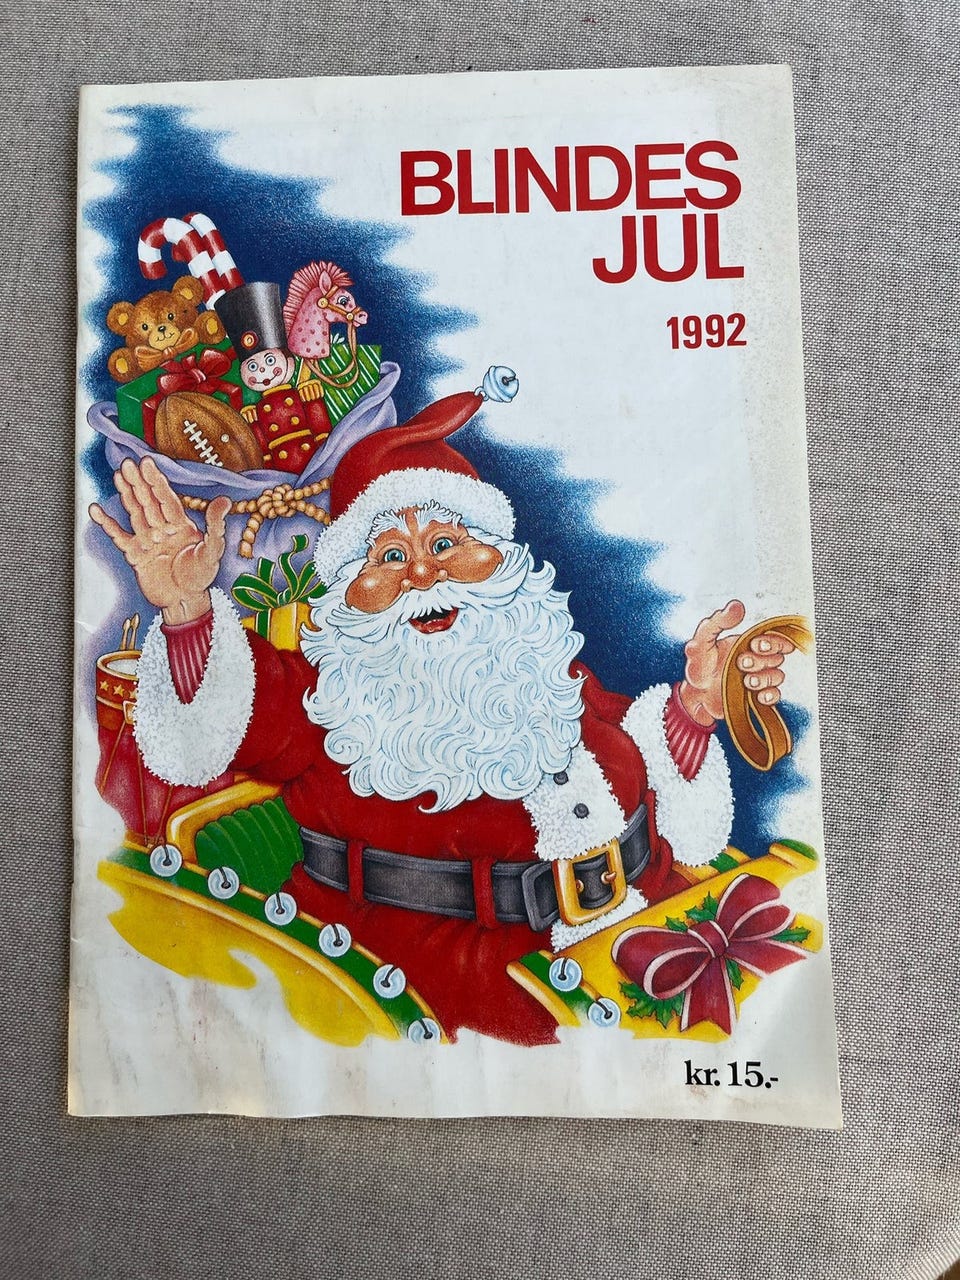 BLINDES
JUL
1992
kr. 15.-